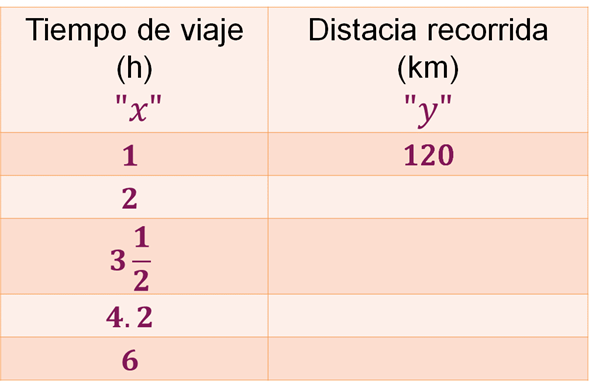 Tiempo de viaje Distacia recorrida
(h) (km)
"x" "y"
1 120
2
3 1/2
4.2
6